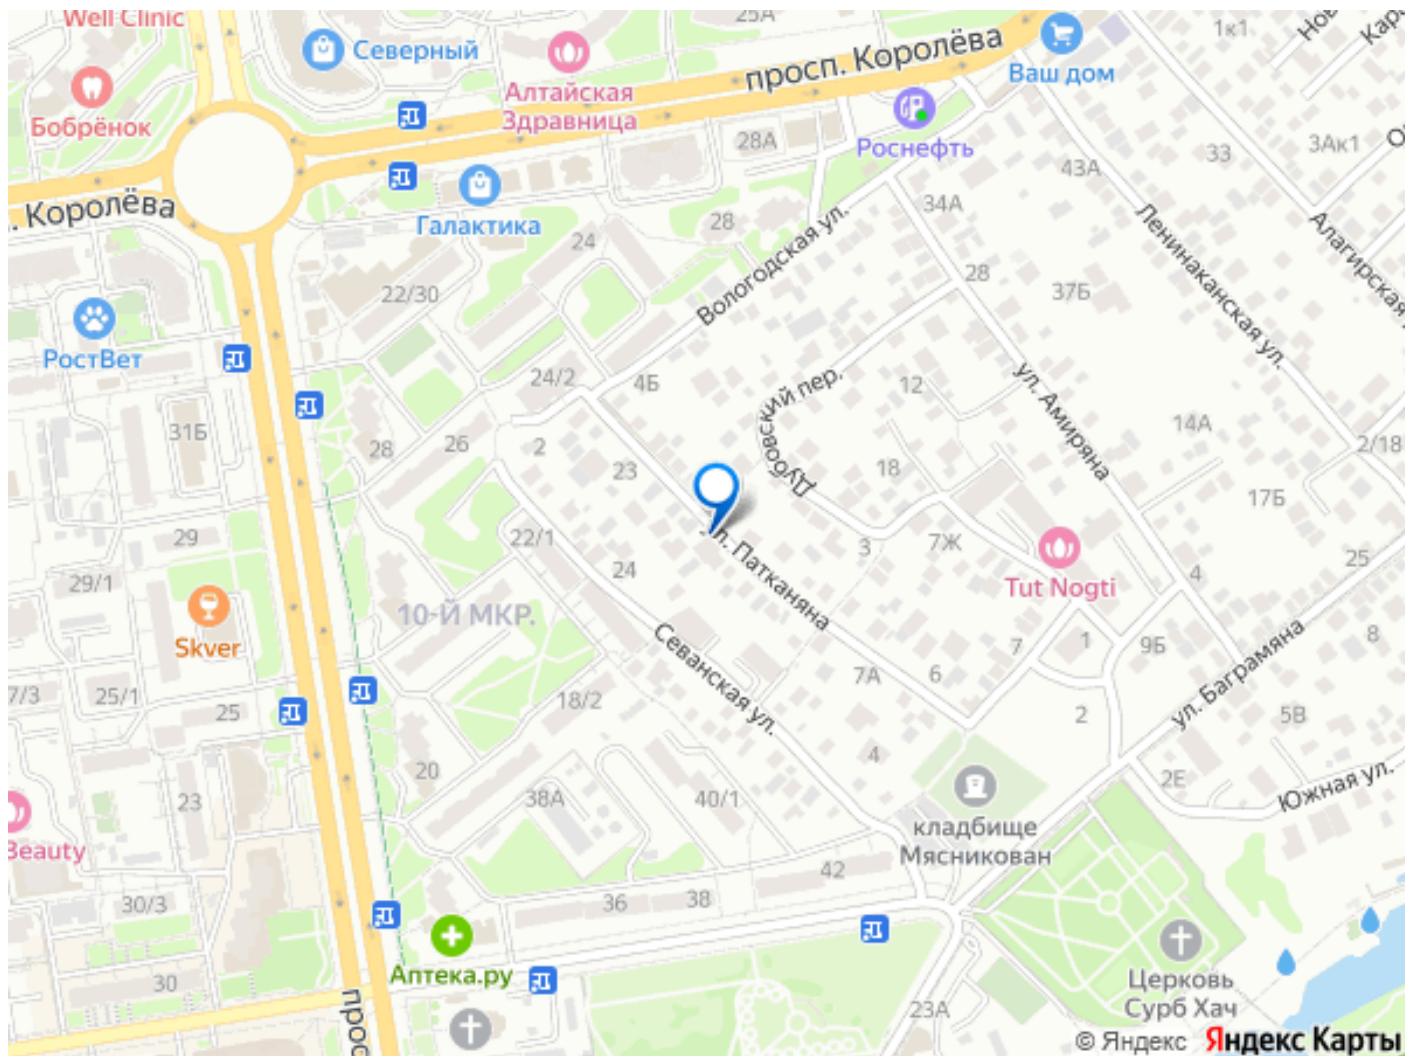 Well Clinic
25А
1к1
Северный
просп. Королёва
Ваш дом
Бобрёнок
Алтайская
Здравница
28А
Роснефть
33
3Ак1
43А
. Королёва
Галактика
34А
28
24
Вологодская ул.
Ленинаканская ул.
Алагирская
28
37Б
22/30
РостВет
24/2
4Б
Дубовский пер.
12
ул. Амиряна
14А
2/18
31Б
28
26
2
23
18
17Б
29
22/1
ул. Патканяна
3
7Ж
25
29/1
24
Tut Nogti
4
Skver
10-Й МКР.
Севанская ул.
7
1
9Б
8
7/3
25/1
25
18/2
7А
6
2
ул. Баграмяна
5В
20
4
2Е
Южная ул.
23
38А
40/1
кладбище
Мясникован
Beauty
42
30/3
36
38
30
Аптека.ру
Церковь
Сурб Хач
23А
прос
© Яндекс Яндекс Карты